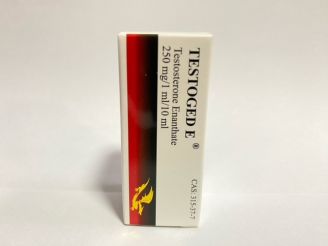 TESTOGED E ®
Testosterone Enanthate
250 mg/1 ml/10 ml
CAS: 315-37-7